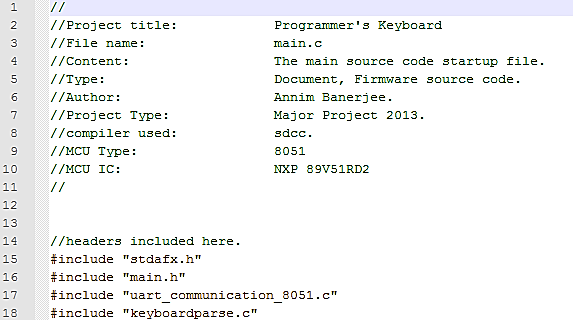 1 //
2 //Project title: Programmer's Keyboard
3 //File name: main.c
4 //Content: The main source code startup file.
5 //Type: Document, Firmware source code.
6 //Author: Annim Banerjee.
7 //Project Type: Major Project 2013.
8 //compiler used: sdcc.
9 //MCU Type: 8051
10 //MCU IC: NXP 89V51RD2
11 //
12
13
14 //headers included here.
15 #include "stdafx.h"
16 #include "main.h"
17 #include "uart_communication_8051.c"
18 #include "keyboardparse.c"